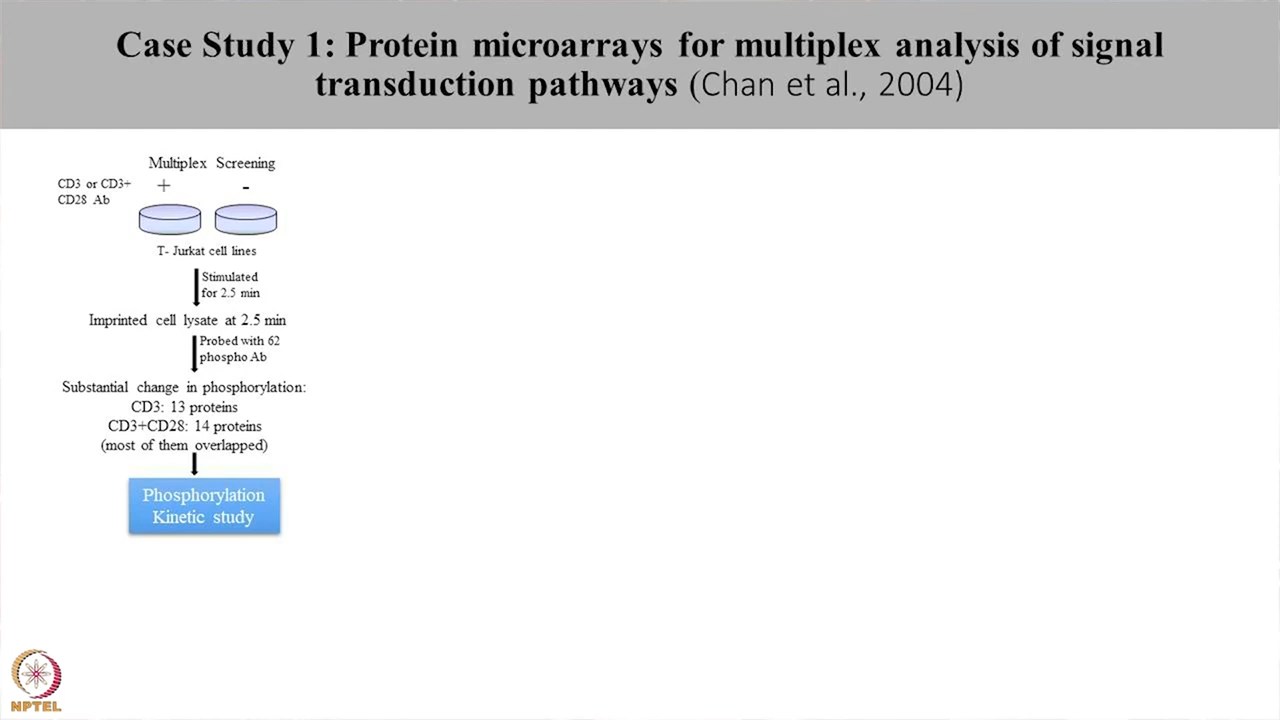 Case Study 1: Protein microarrays for multiplex analysis of signal
transduction pathways (Chan et al., 2004)
Multiplex Screening
CD3 or CD3+
CD28 Ab
+ -
T- Jurkat cell lines
Stimulated
for 2.5 min
Imprinted cell lysate at 2.5 min
Probed with 62
phospho Ab
Substantial change in phosphorylation:
CD3: 13 proteins
CD3+CD28: 14 proteins
(most of them overlapped)
Phosphorylation
Kinetic study
NPTEL